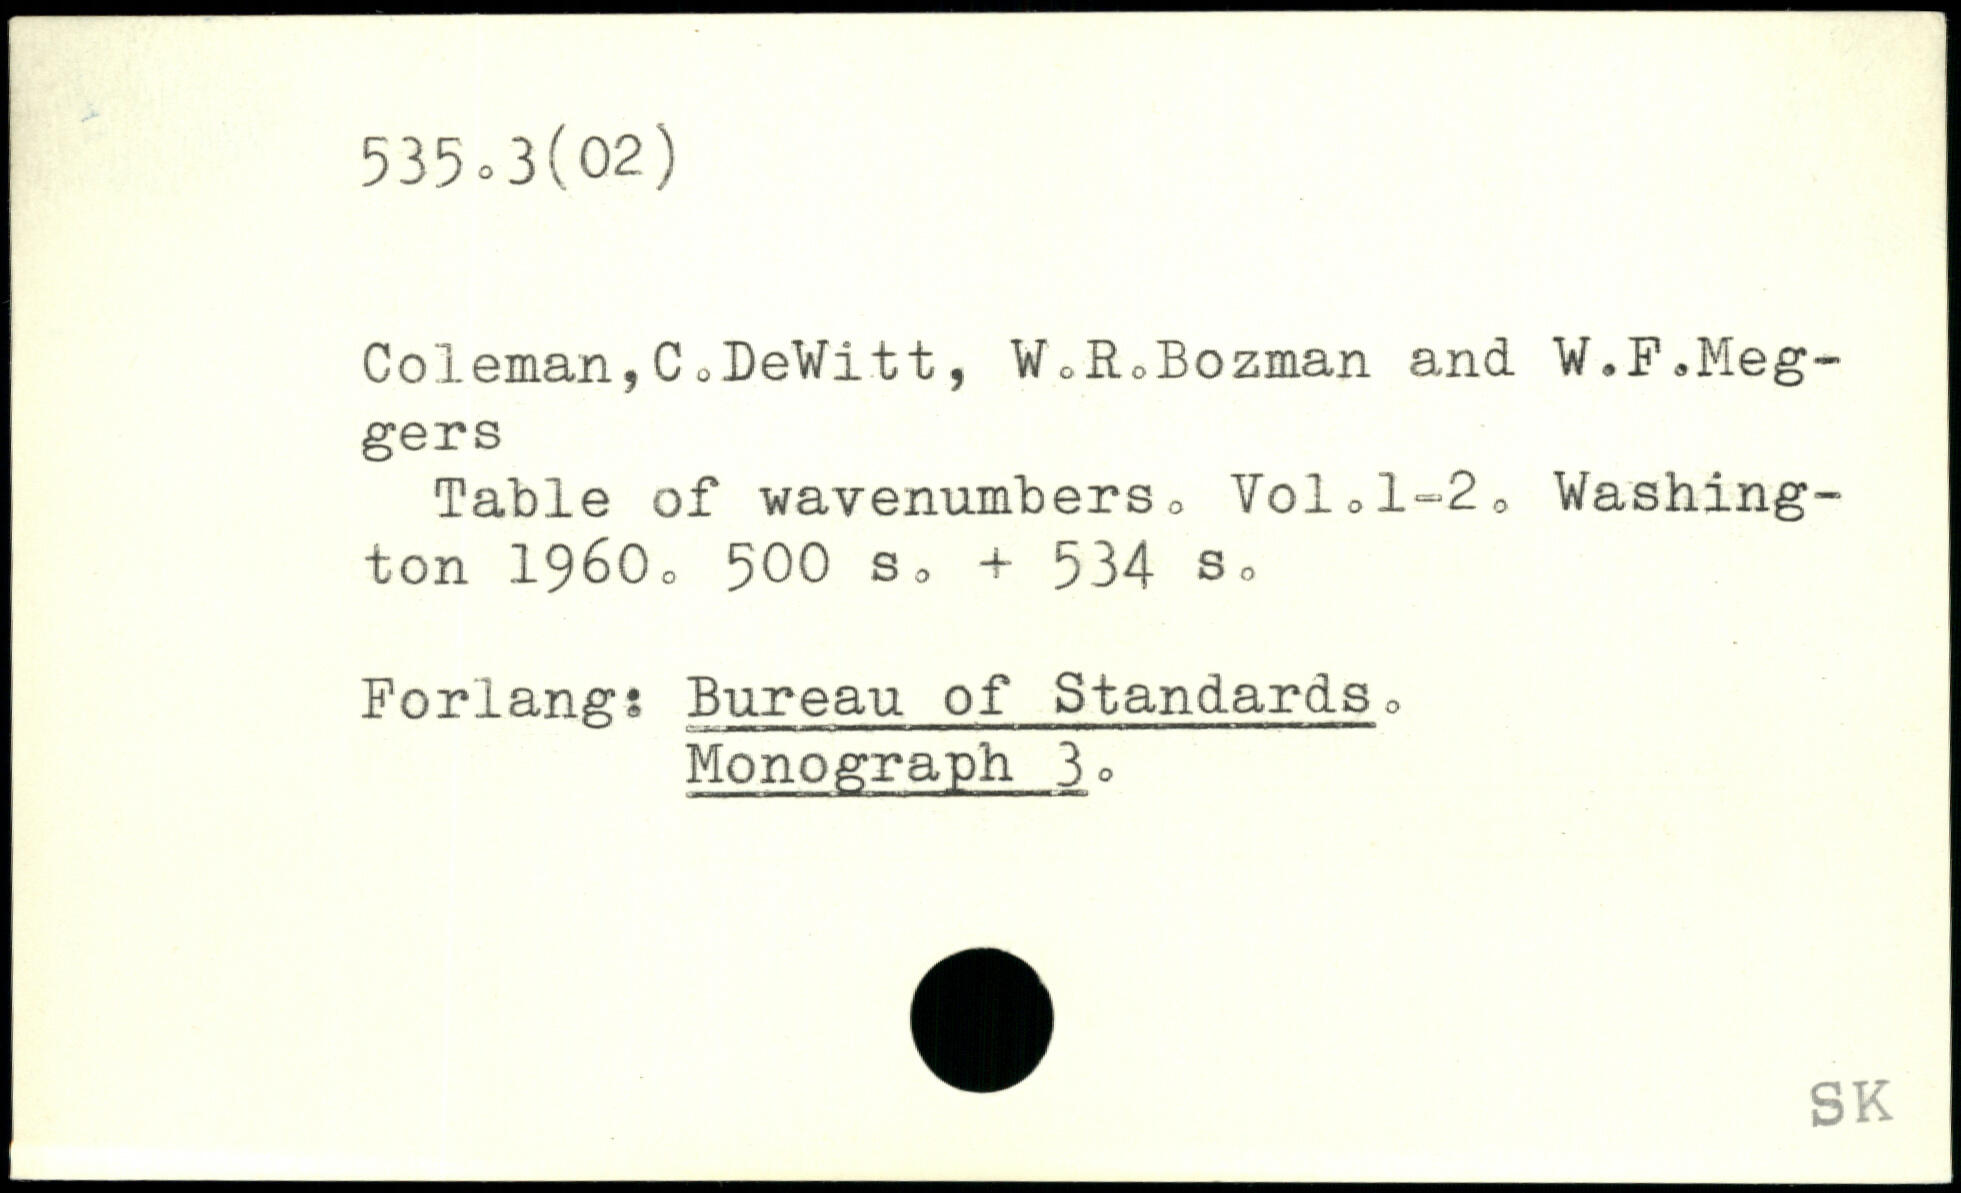 535.3(02)
Coleman,C.DeWitt, W.R.Bozman and W.F.Meg-
gers
Table of wavenumbers. Vol.1-2. Washing-
ton 1960. 500 s. + 534 s.
Forlang: Bureau of Standards.
Monograph 3.
SK